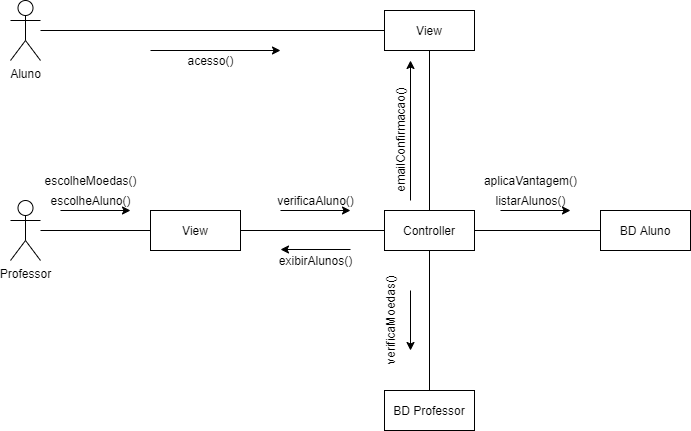 View
Aluno
acesso()
emailConfirmacao()
escolheMoedas()
escolheAluno()
verificaAluno()
aplicaVantagem()
listarAlunos()
View
Controller
BD Aluno
Professor
exibirAlunos()
verificaMoedas()
BD Professor